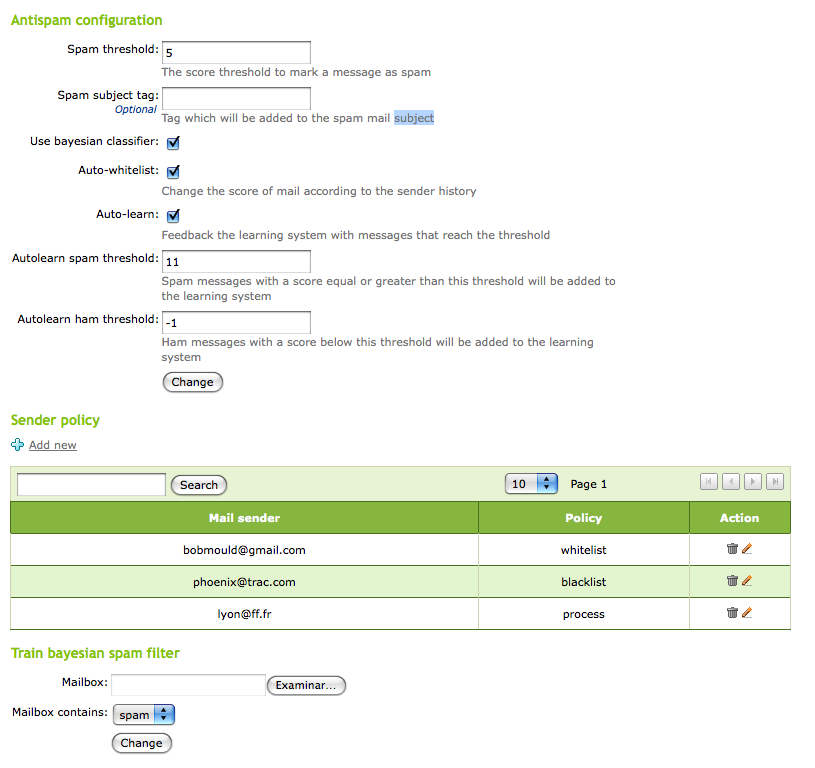 Antispam configuration
Spam threshold: 5
The score threshold to mark a message as spam
Spam subject tag:
Optional
Tag which will be added to the spam mail subject
Use bayesian classifier:
Auto-whitelist:
Change the score of mail according to the sender history
Auto-learn:
Feedback the learning system with messages that reach the threshold
Autolearn spam threshold: 11
Spam messages with a score equal or greater than this threshold will be added to
the learning system
Autolearn ham threshold: -1
Ham messages with a score below this threshold will be added to the learning
system
Change
Sender policy
Add new
Search 10 Page 1
Mail sender Policy Action
bobmould@gmail.com whitelist
phoenix@trac.com blacklist
lyon@ff.fr process
Train bayesian spam filter
Mailbox: Examinar...
Mailbox contains: spam
Change